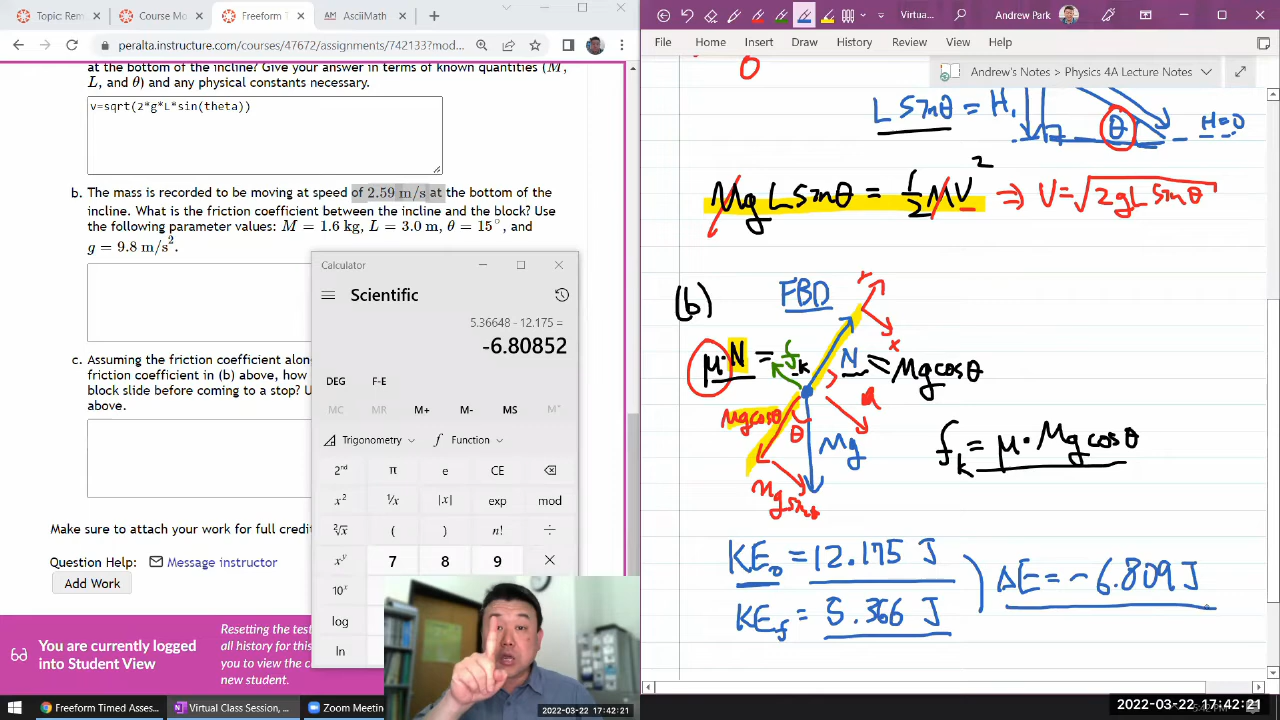 Topic Rem
Course Mo
Freeform T
AsciiMath
peralta.instructure.com/courses/47672/assignments/742133?mod...
at the bottom of the incline? Give your answer in terms of known quantities (M,
L, and θ) and any physical constants necessary.
v=sqrt(2*g*L*sin(theta))
b. The mass is recorded to be moving at speed of 2.59 m/s at the bottom of the
incline. What is the friction coefficient between the incline and the block? Use
the following parameter values: M = 1.6 kg, L = 3.0 m, θ = 15°, and
g = 9.8 m/s².
c. Assuming the friction coefficient alon
friction coefficient in (b) above, how
block slide before coming to a stop? U
above.
Make sure to attach your work for full credit
Question Help: Message instructor
Add Work
You are currently logged
into Student View
Resetting the test
all history for this
you to view the c
new student.
Calculator
Scientific
5.36648 - 12.175 =
-6.80852
DEG F-E
MC MR M+ M- MS M˅
Trigonometry Function
2ⁿᵈ π e CE
x² ¹/x |x| exp mod
²√x ( ) n! ÷
xʸ 7 8 9 ×
10ˣ
log
ln
Virtua... Andrew Park
File Home Insert Draw History Review View Help
Andrew's Notes > Physics 4A Lecture Notes
0
L sinθ = H,
θ
H=0
MgLsinθ = 1/2 MV² ⇒ V=√2gLsinθ
(b)
FBD
Y
x
μ·N = fk
N = Mgcosθ
Mgcosθ
θ
Mg
Mg sinθ
fk = μ·Mgcosθ
KE₀ = 12.175 J
KEf = 5.366 J
ΔE = -6.809 J
2022-03-22 17:42:21
Freeform Timed Asses...
Virtual Class Session, ...
Zoom Meeting
2022-03-22 17:42:21